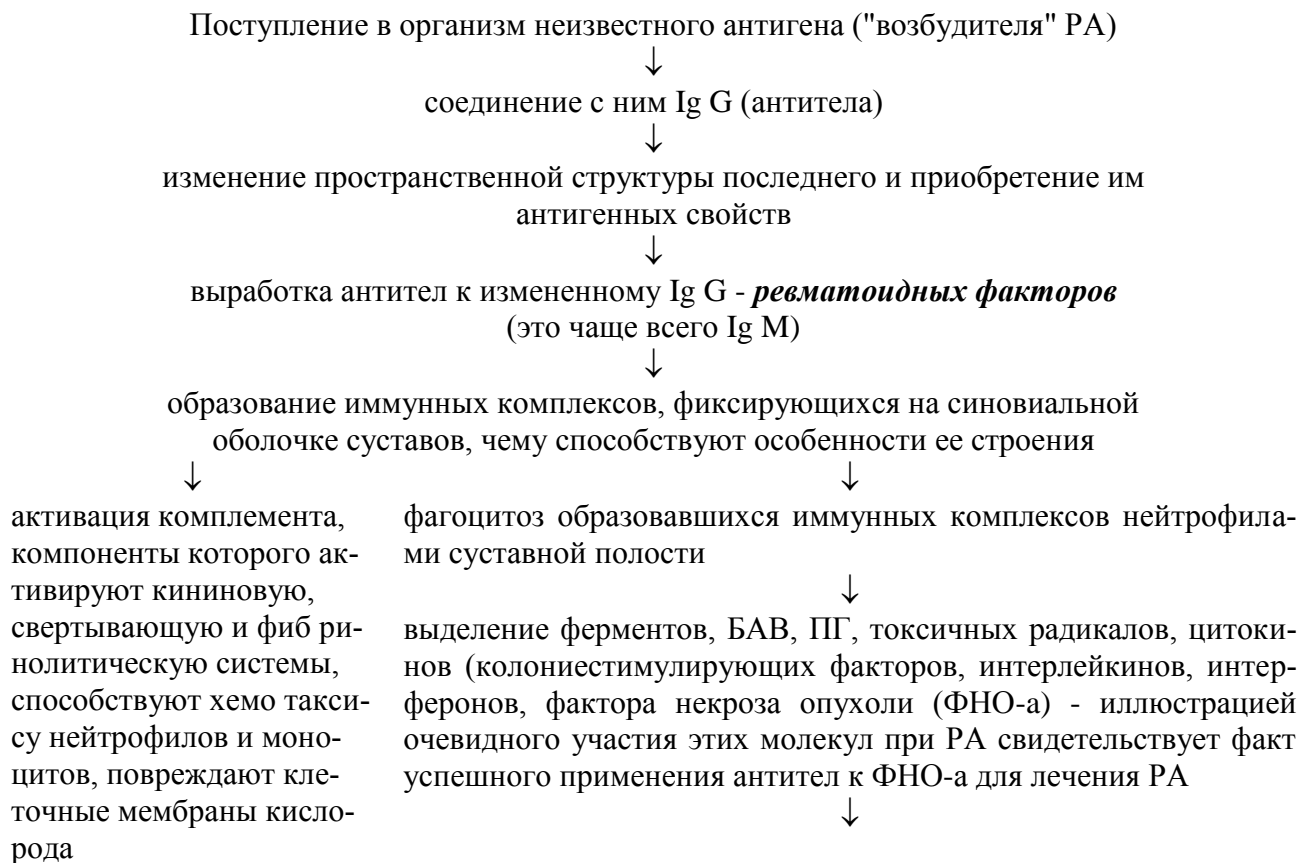 Поступление в организм неизвестного антигена ("возбудителя" РА)
↓
соединение с ним Ig G (антитела)
↓
изменение пространственной структуры последнего и приобретение им
антигенных свойств
↓
выработка антител к измененному Ig G - ревматоидных факторов
(это чаще всего Ig M)
↓
образование иммунных комплексов, фиксирующихся на синовиальной
оболочке суставов, чему способствуют особенности ее строения
↓
активация комплемента,
компоненты которого ак-
тивируют кининовую,
свертывающую и фиб ри-
нолитическую системы,
способствуют хемо такси-
су нейтрофилов и моно-
цитов, повреждают кле-
точные мембраны кисло-
рода
↓
фагоцитоз образовавшихся иммунных комплексов нейтрофила-
ми суставной полости
↓
выделение ферментов, БАВ, ПГ, токсичных радикалов, цитоки-
нов (колониестимулирующих факторов, интерлейкинов, интер-
феронов, фактора некроза опухоли (ФНО-а) - иллюстрацией
очевидного участия этих молекул при РА свидетельствует факт
успешного применения антител к ФНО-а для лечения РА
↓